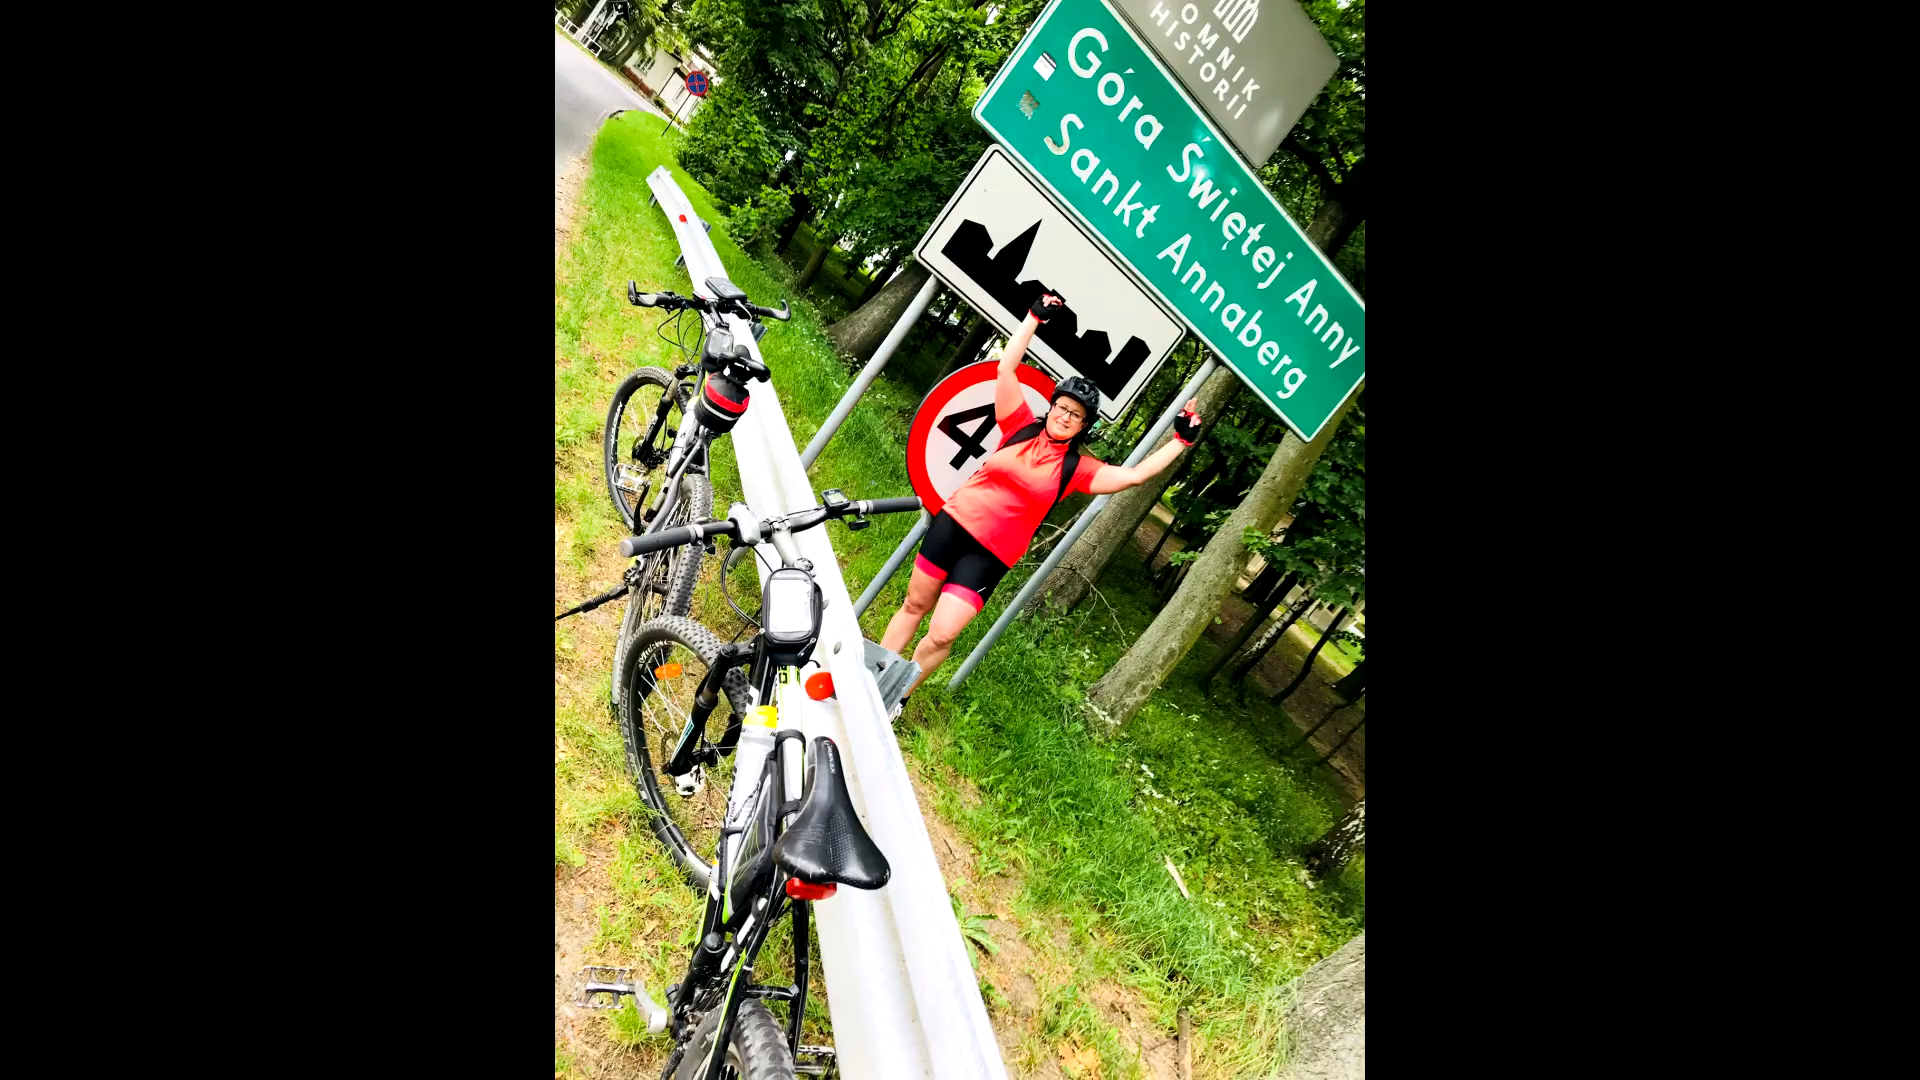 OMNIK
HISTORII
Góra Świętej Anny
Sankt Annaberg
4